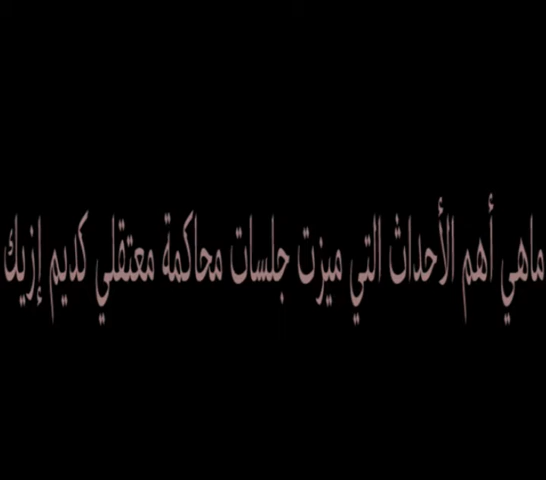 ماهي أهم الأحداث التي ميزت جلسات محاكمة معتقلي كديم إزيك